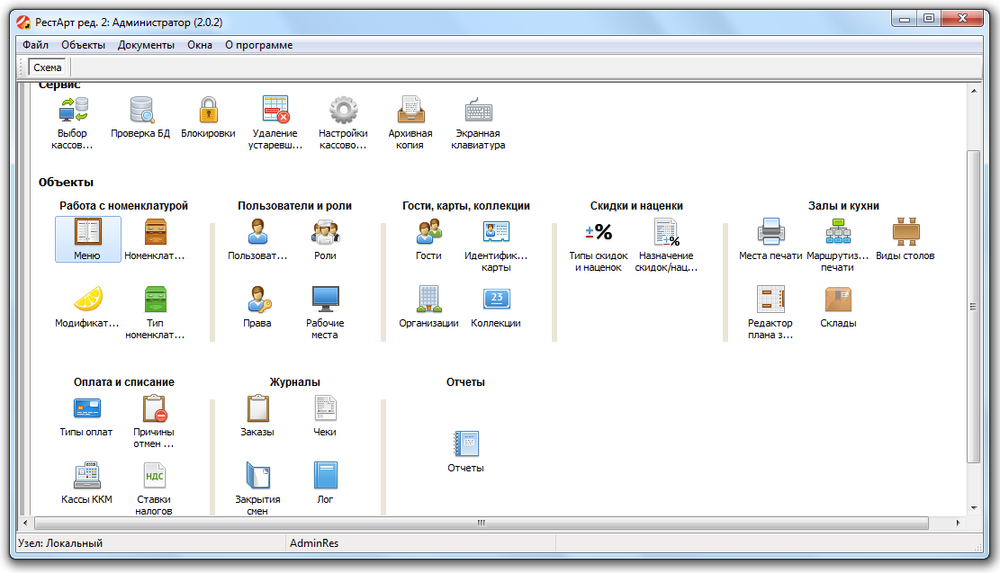 РестАрт ред. 2: Администратор (2.0.2)
Файл Объекты Документы Окна О программе
Схема
Сервис
Выбор кассов...
Проверка БД
Блокировки
Удаление устаревш...
Настройки кассово...
Архивная копия
Экранная клавиатура
Объекты
Работа с номенклатурой
Меню
Номенклат...
Модификат...
Тип номенклат...
Пользователи и роли
Пользоват...
Роли
Права
Рабочие места
Гости, карты, коллекции
Гости
Идентифик... карты
Организации
23
Коллекции
Скидки и наценки
±%
Типы скидок и наценок
±%
Назначение скидок/нац...
Залы и кухни
Места печати
Маршрутиз... печати
Виды столов
Редактор плана з...
Склады
Оплата и списание
Типы оплат
Причины отмен ...
Кассы ККМ
НДС
Ставки налогов
Журналы
Заказы
Чеки
Закрытия смен
Лог
Отчеты
Отчеты
Узел: Локальный
AdminRes